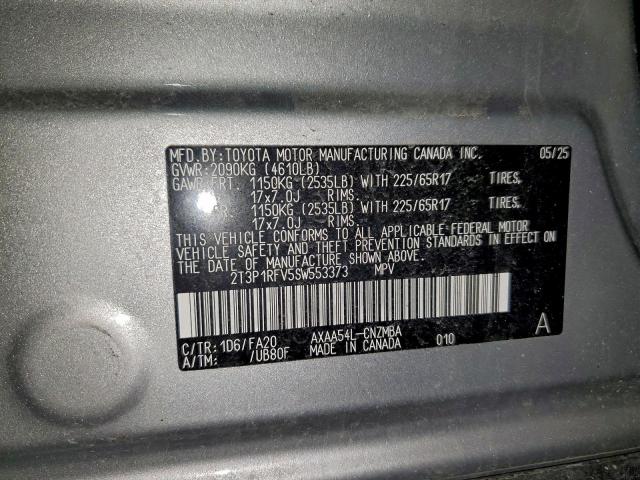 MFD. BY: TOYOTA MOTOR MANUFACTURING CANADA INC. 05/25
GVWR: 2090KG (4610LB)
GAWR: FRT. 1150KG (2535LB) WITH 225/65R17 TIRES,
17x7.0J RIMS.
RR. 1150KG (2535LB) WITH 225/65R17 TIRES,
17x7.0J RIMS.
THIS VEHICLE CONFORMS TO ALL APPLICABLE FEDERAL MOTOR
VEHICLE SAFETY AND THEFT PREVENTION STANDARDS IN EFFECT ON
THE DATE OF MANUFACTURE SHOWN ABOVE.
2T3P1RFV5SW553373 MPV
C/TR: 1D6/FA20 AXAA54L-CNZMBA 010 A
A/TM: /UB80F MADE IN CANADA